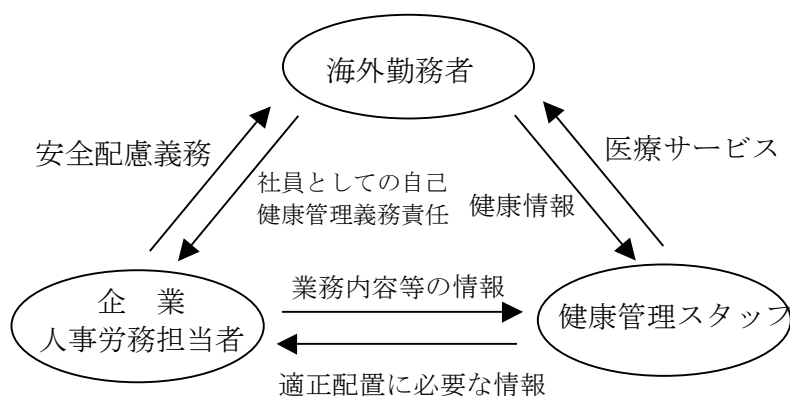 海外勤務者
安全配慮義務
医療サービス
社員としての自己
健康管理義務責任
健康情報
業務内容等の情報
企　業
人事労務担当者
健康管理スタッフ
適正配置に必要な情報